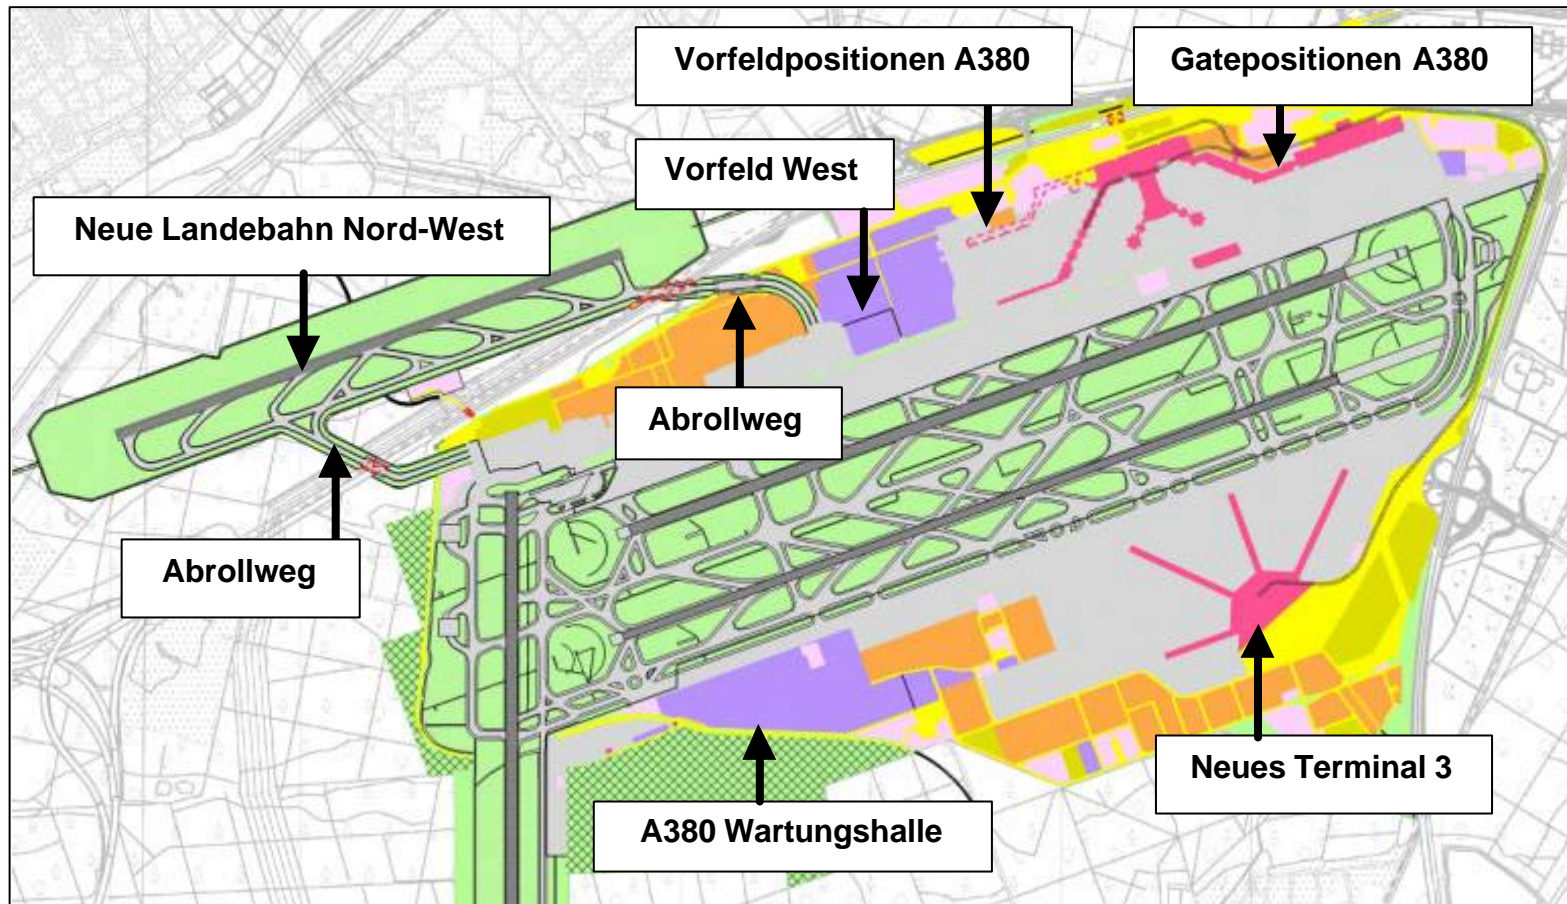 Vorfeldpositionen A380
Gatepositionen A380
Vorfeld West
Neue Landebahn Nord-West
Abrollweg
Abrollweg
Neues Terminal 3
A380 Wartungshalle